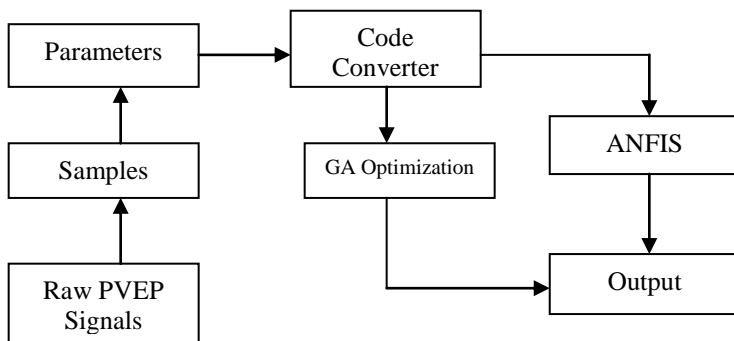 Parameters
Code
Converter
Samples
GA Optimization
ANFIS
Raw PVEP
Signals
Output